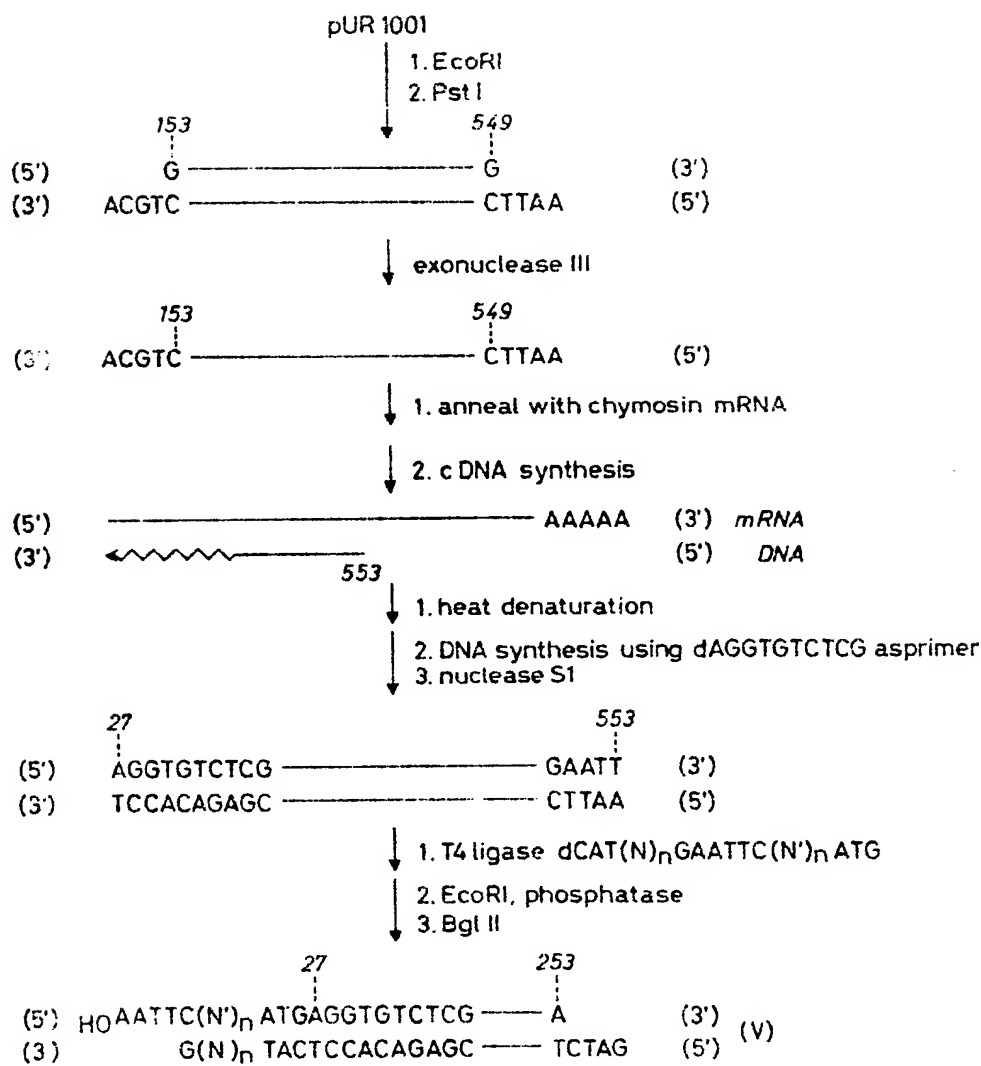 pUR 1001
1. EcoRI
2. Pst I
153 549
(5') G G (3')
(3') ACGTC CTTAA (5')
exonuclease III
153 549
(3') ACGTC CTTAA (5')
1. anneal with chymosin mRNA
2. cDNA synthesis
(5') AAAAA (3') mRNA
(3') (5') DNA
553
1. heat denaturation
2. DNA synthesis using dAGGTGTCTCG asprimer
3. nuclease S1
27 553
(5') AGGTGTCTCG GAATT (3')
(3') TCCACAGAGC CTTAA (5')
1. T4 ligase dCAT(N)nGAATTC(N')n ATG
2. EcoRI, phosphatase
3. Bgl II
27 253
(5') HOAATTC(N')n ATGAGGTGTCTCG A (3')
(3) G(N)n TACTCCACAGAGC TCTAG (5')
(V)